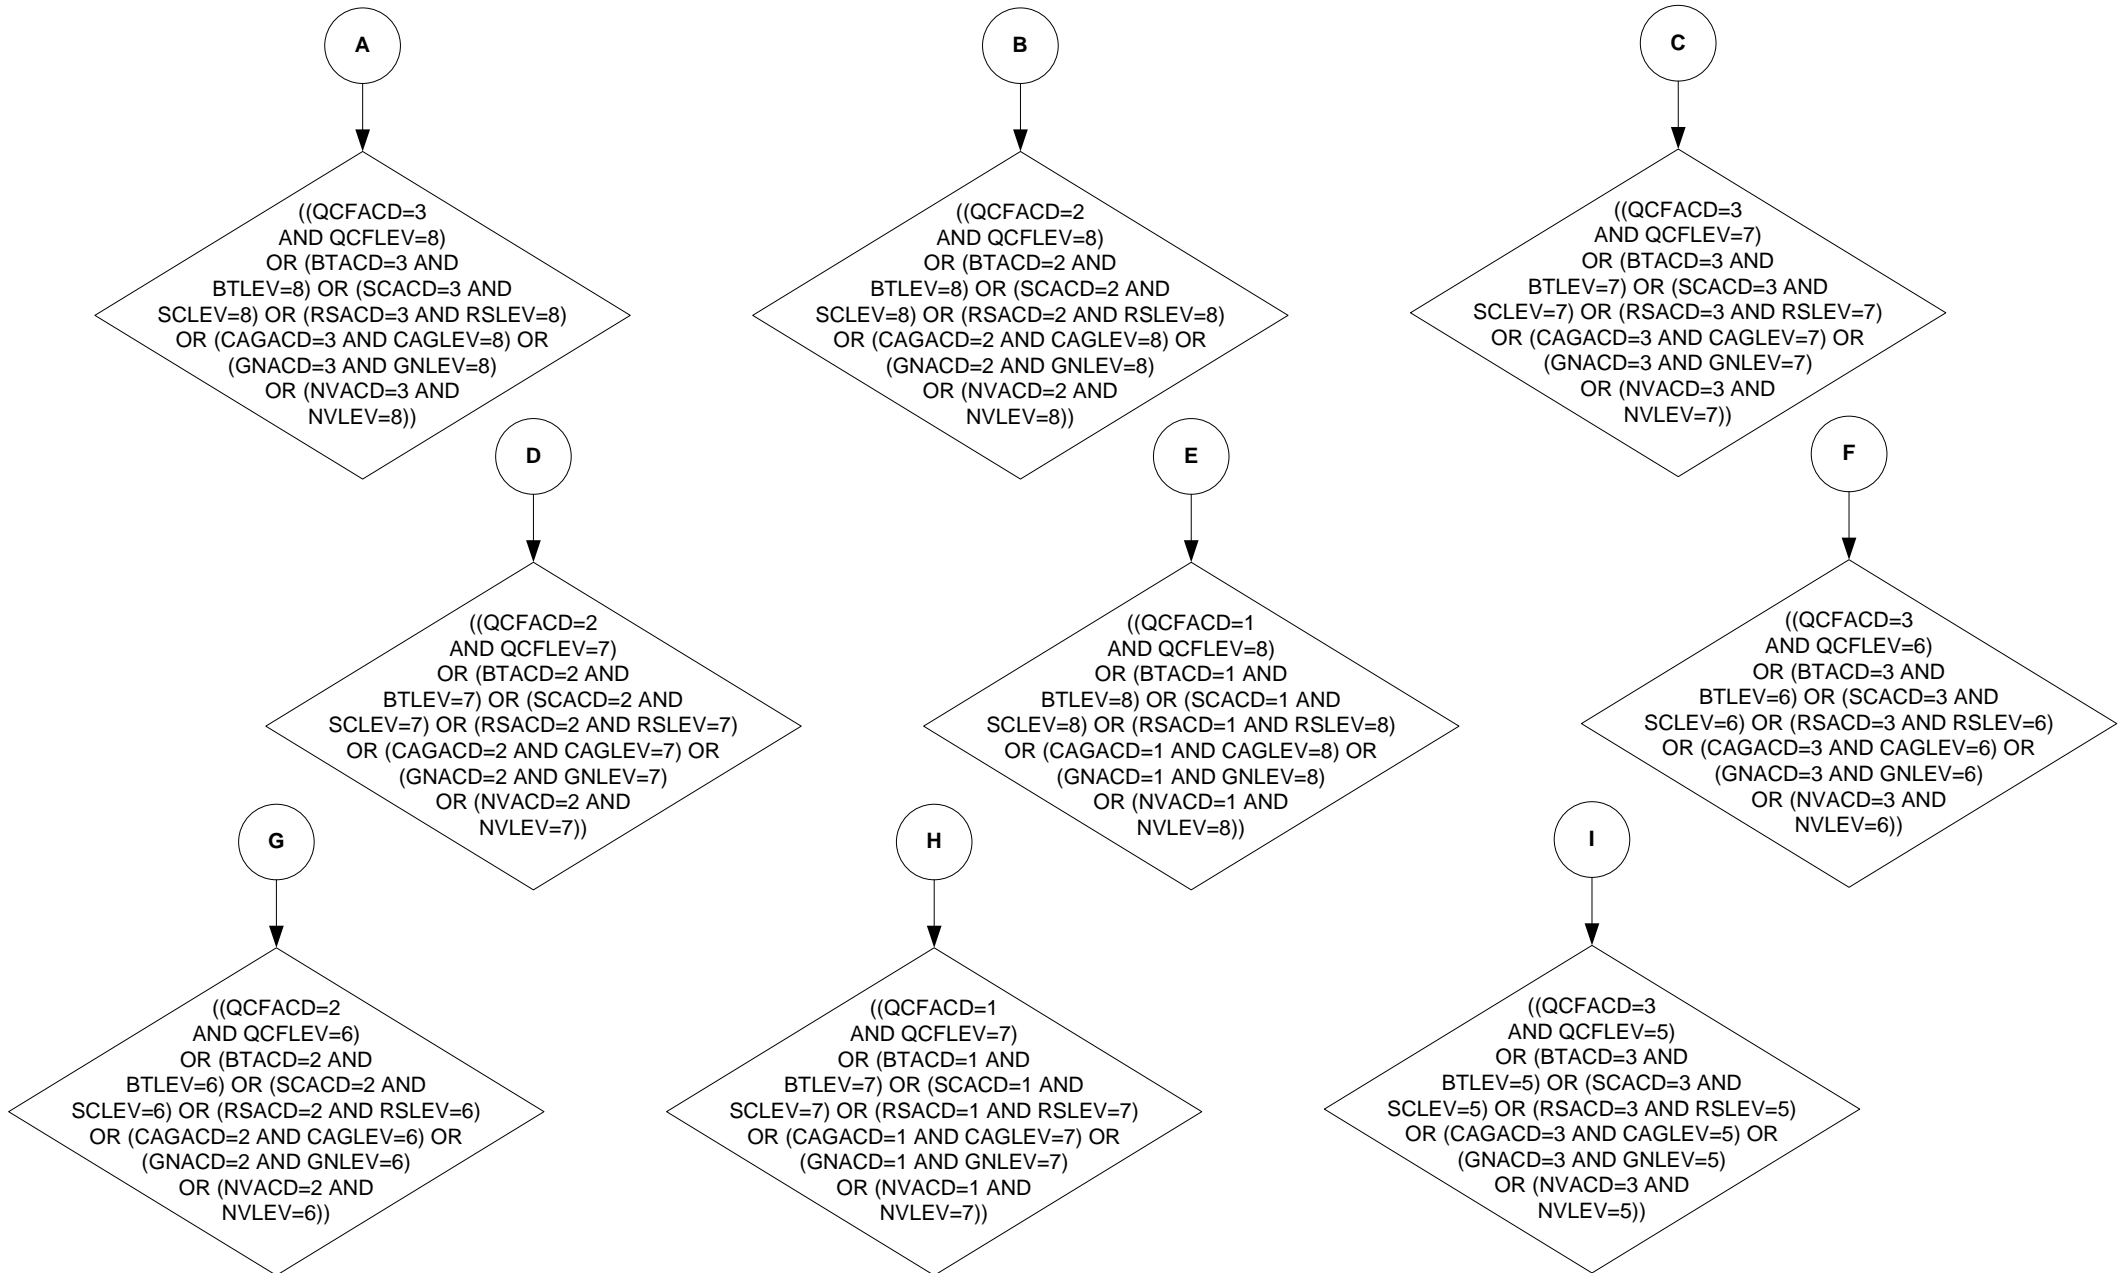 A
((QCFACD=3
AND QCFLEV=8)
OR (BTACD=3 AND
BTLEV=8) OR (SCACD=3 AND
SCLEV=8) OR (RSACD=3 AND RSLEV=8)
OR (CAGACD=3 AND CAGLEV=8) OR
(GNACD=3 AND GNLEV=8)
OR (NVACD=3 AND
NVLEV=8))
B
((QCFACD=2
AND QCFLEV=8)
OR (BTACD=2 AND
BTLEV=8) OR (SCACD=2 AND
SCLEV=8) OR (RSACD=2 AND RSLEV=8)
OR (CAGACD=2 AND CAGLEV=8) OR
(GNACD=2 AND GNLEV=8)
OR (NVACD=2 AND
NVLEV=8))
C
((QCFACD=3
AND QCFLEV=7)
OR (BTACD=3 AND
BTLEV=7) OR (SCACD=3 AND
SCLEV=7) OR (RSACD=3 AND RSLEV=7)
OR (CAGACD=3 AND CAGLEV=7) OR
(GNACD=3 AND GNLEV=7)
OR (NVACD=3 AND
NVLEV=7))
D
((QCFACD=2
AND QCFLEV=7)
OR (BTACD=2 AND
BTLEV=7) OR (SCACD=2 AND
SCLEV=7) OR (RSACD=2 AND RSLEV=7)
OR (CAGACD=2 AND CAGLEV=7) OR
(GNACD=2 AND GNLEV=7)
OR (NVACD=2 AND
NVLEV=7))
E
((QCFACD=1
AND QCFLEV=8)
OR (BTACD=1 AND
BTLEV=8) OR (SCACD=1 AND
SCLEV=8) OR (RSACD=1 AND RSLEV=8)
OR (CAGACD=1 AND CAGLEV=8) OR
(GNACD=1 AND GNLEV=8)
OR (NVACD=1 AND
NVLEV=8))
F
((QCFACD=3
AND QCFLEV=6)
OR (BTACD=3 AND
BTLEV=6) OR (SCACD=3 AND
SCLEV=6) OR (RSACD=3 AND RSLEV=6)
OR (CAGACD=3 AND CAGLEV=6) OR
(GNACD=3 AND GNLEV=6)
OR (NVACD=3 AND
NVLEV=6))
G
((QCFACD=2
AND QCFLEV=6)
OR (BTACD=2 AND
BTLEV=6) OR (SCACD=2 AND
SCLEV=6) OR (RSACD=2 AND RSLEV=6)
OR (CAGACD=2 AND CAGLEV=6) OR
(GNACD=2 AND GNLEV=6)
OR (NVACD=2 AND
NVLEV=6))
H
((QCFACD=1
AND QCFLEV=7)
OR (BTACD=1 AND
BTLEV=7) OR (SCACD=1 AND
SCLEV=7) OR (RSACD=1 AND RSLEV=7)
OR (CAGACD=1 AND CAGLEV=7) OR
(GNACD=1 AND GNLEV=7)
OR (NVACD=1 AND
NVLEV=7))
I
((QCFACD=3
AND QCFLEV=5)
OR (BTACD=3 AND
BTLEV=5) OR (SCACD=3 AND
SCLEV=5) OR (RSACD=3 AND RSLEV=5)
OR (CAGACD=3 AND CAGLEV=5) OR
(GNACD=3 AND GNLEV=5)
OR (NVACD=3 AND
NVLEV=5))